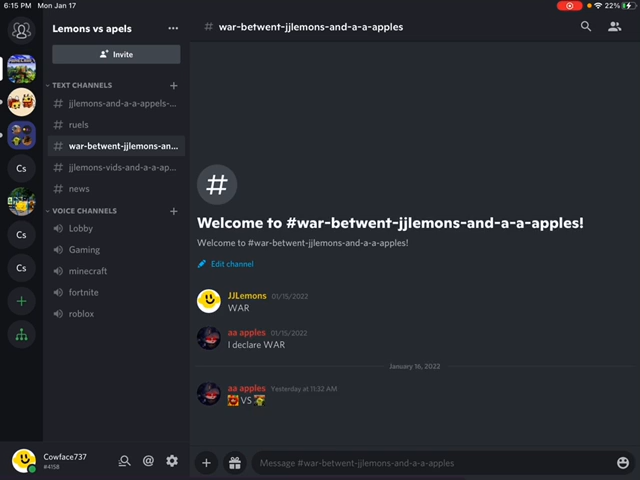 6:15 PM Mon Jan 17
22%
Lemons vs apels
# war-betwent-jjlemons-and-a-a-apples
Invite
TEXT CHANNELS
# jjlemons-and-a-a-appels-...
# ruels
# war-betwent-jjlemons-an...
# jjlemons-vids-and-a-a-ap...
# news
VOICE CHANNELS
Lobby
Gaming
minecraft
fortnite
roblox
Cs
Cs
Cs
#
Welcome to #war-betwent-jjlemons-and-a-a-apples!
Welcome to #war-betwent-jjlemons-and-a-a-apples!
Edit channel
JJLemons 01/15/2022
WAR
aa apples 01/15/2022
I declare WAR
January 16, 2022
aa apples Yesterday at 11:32 AM
VS
Cowface737
#4158
Message #war-betwent-jjlemons-and-a-a-apples